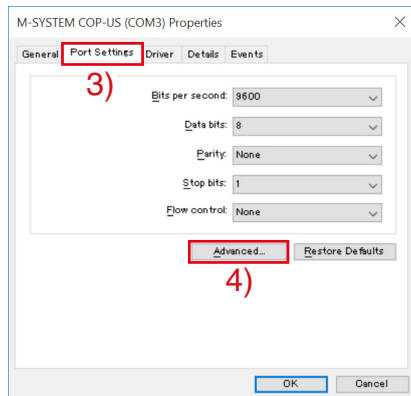 M-SYSTEM COP-US (COM3) Properties
General Port Settings Driver Details Events
3)
Bits per second: 9600
Data bits: 8
Parity: None
Stop bits: 1
Flow control: None
Advanced... Restore Defaults
4)
OK Cancel